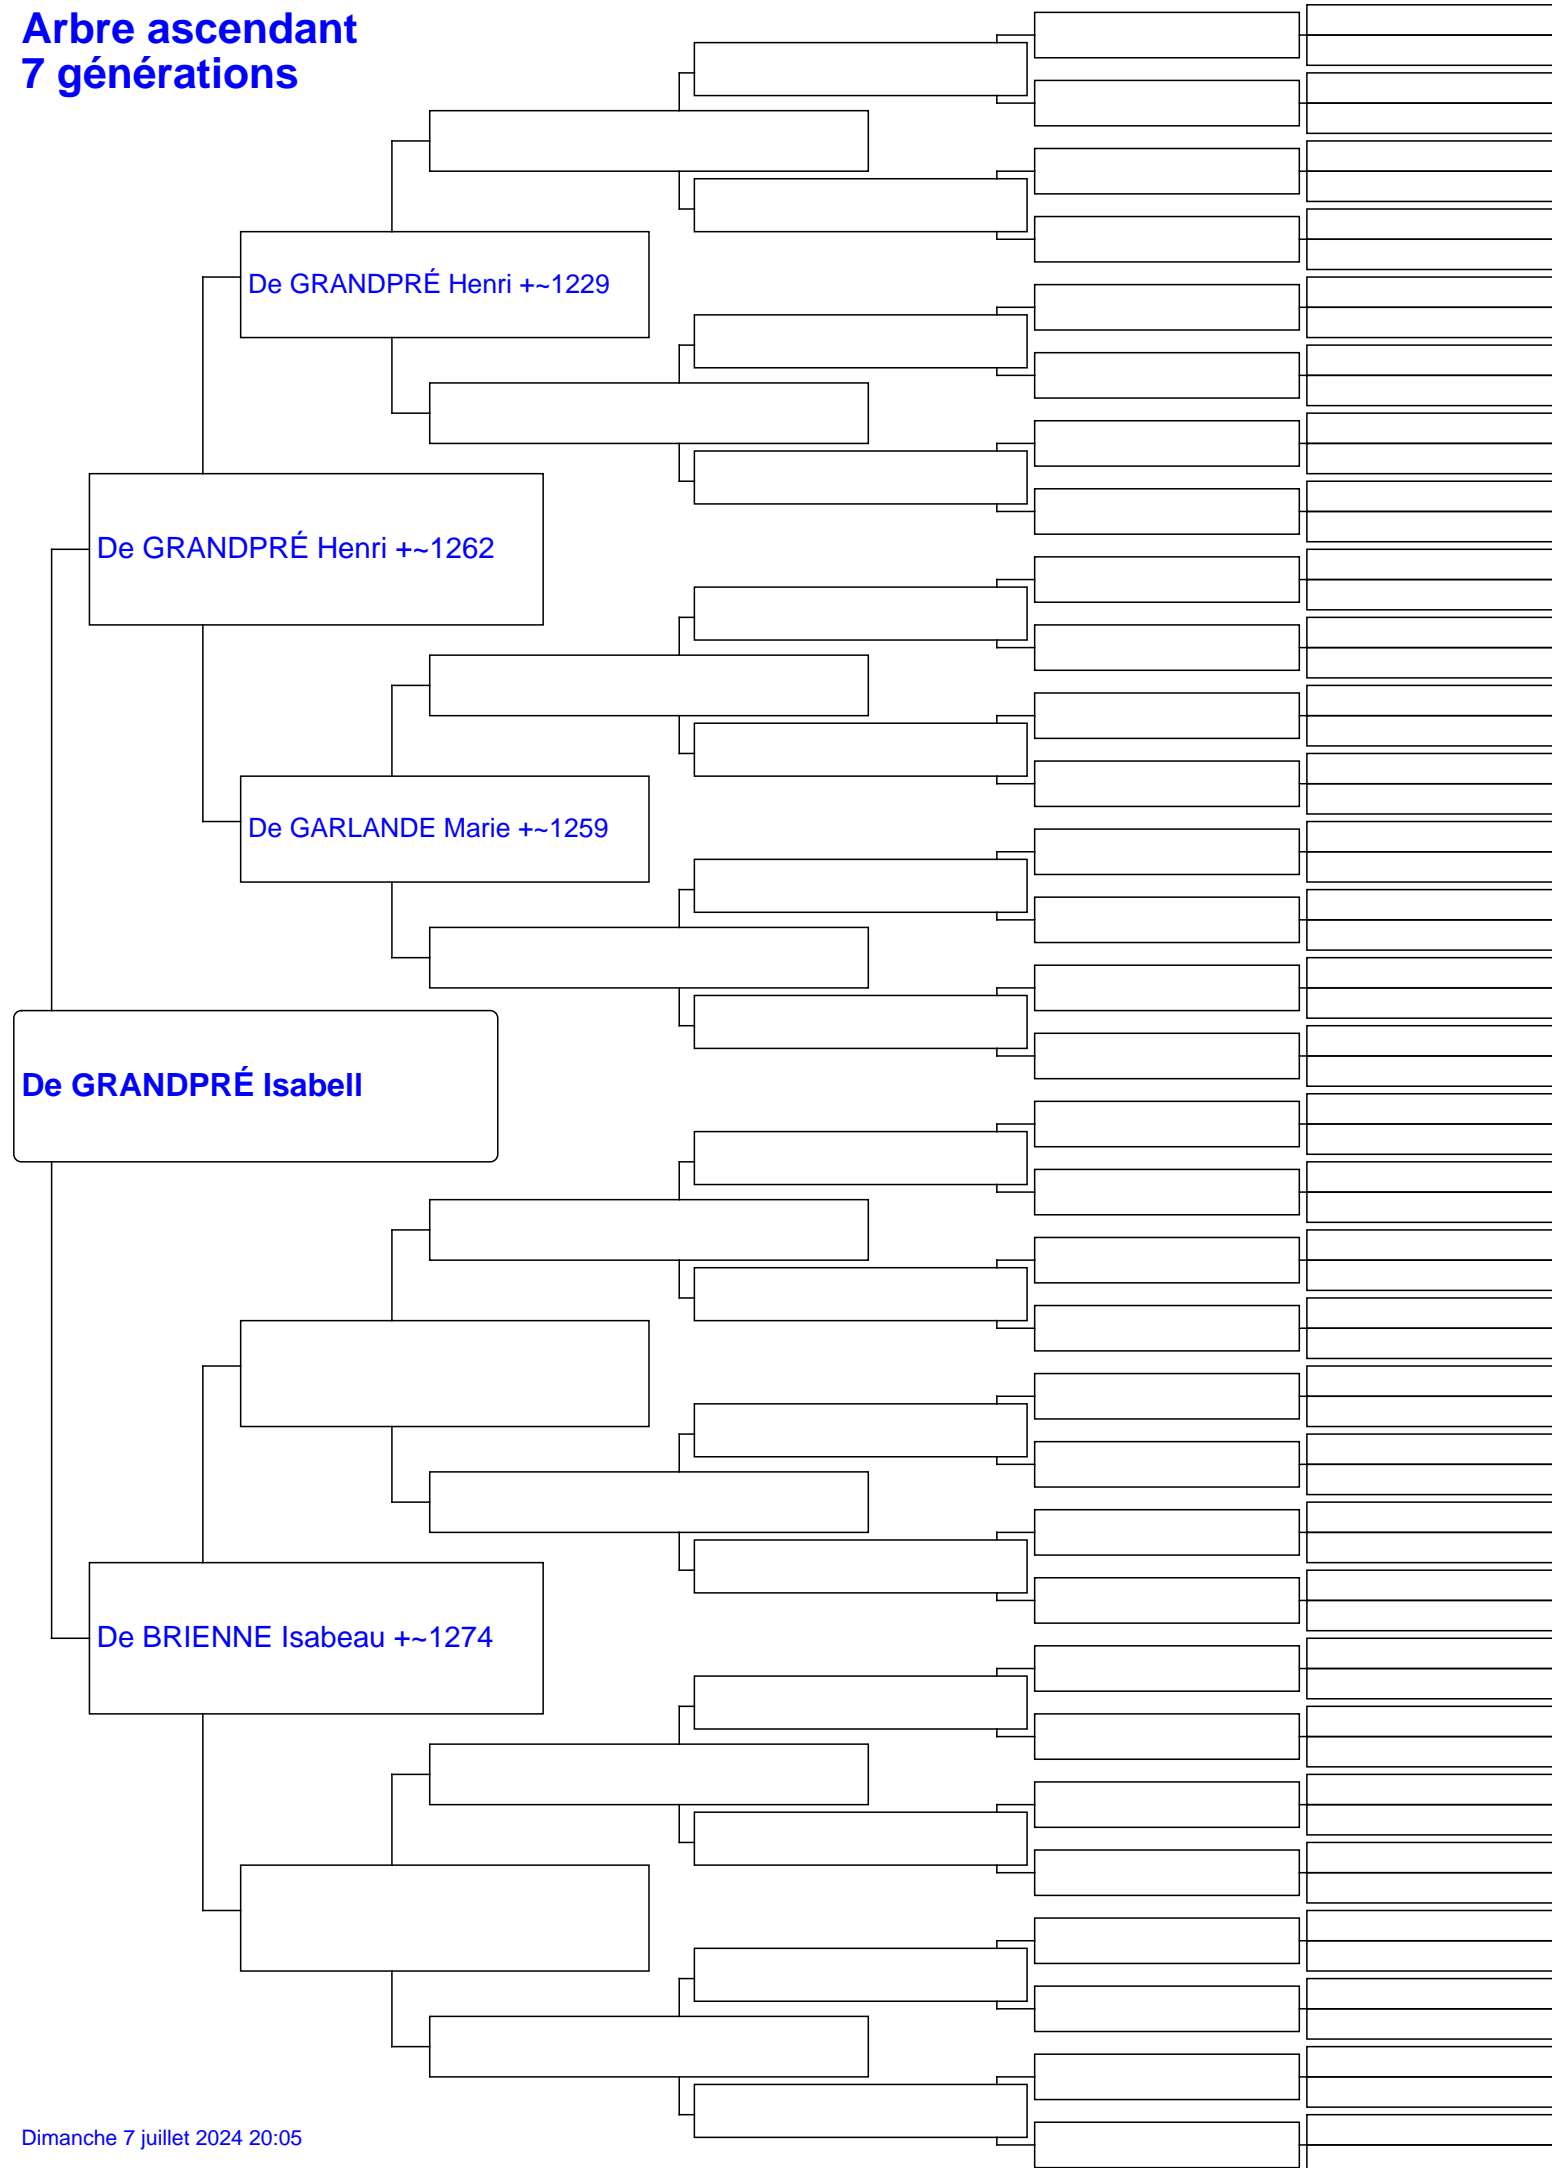 Arbre ascendant
7 générations
De GRANDPRÉ Henri +~1229
De GRANDPRÉ Henri +~1262
De GARLANDE Marie +~1259
De GRANDPRÉ Isabell
De BRIENNE Isabeau +~1274
Dimanche 7 juillet 2024 20:05